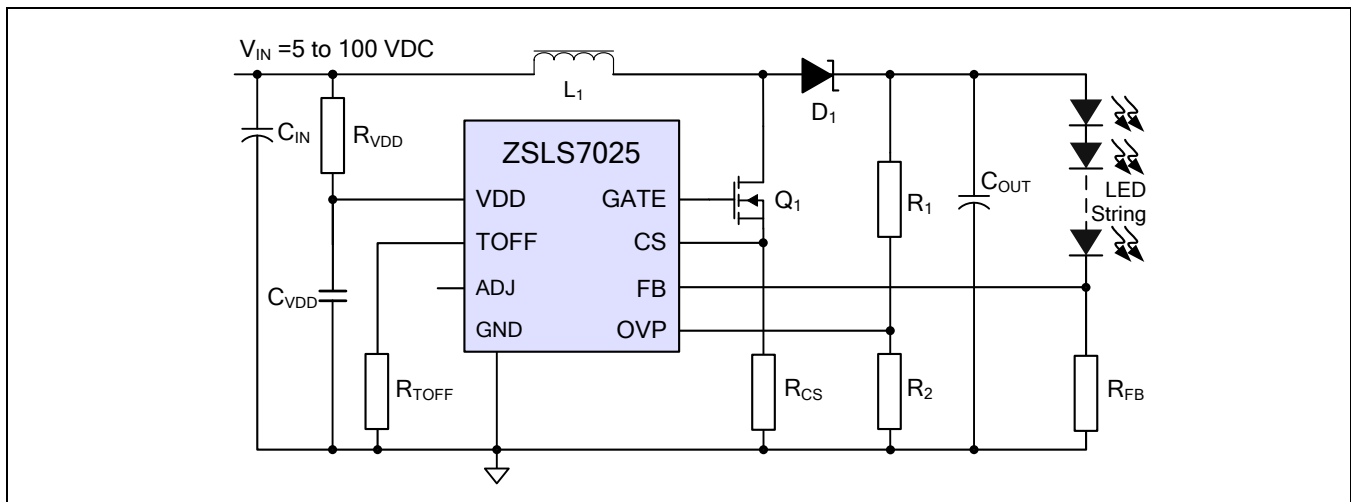 V_IN =5 to 100 VDC
L_1
D_1
C_IN
R_VDD
ZSLS7025
VDD
GATE
Q_1
R_1
C_OUT
LED
String
TOFF
CS
C_VDD
ADJ
FB
GND
OVP
R_TOFF
R_CS
R_2
R_FB